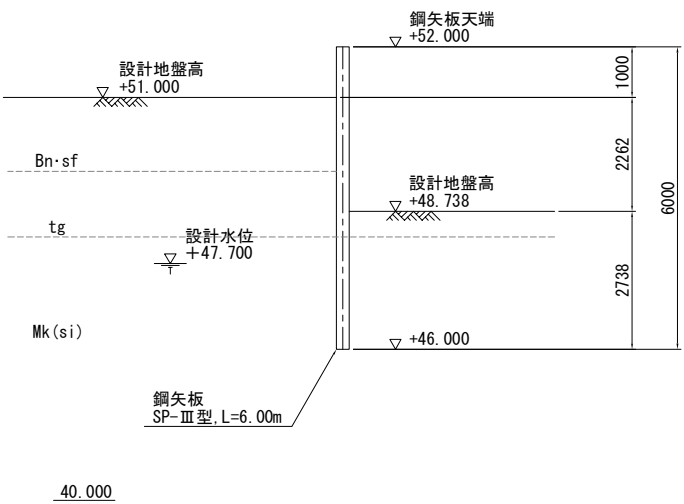 鋼矢板天端
+52.000
設計地盤高
+51.000
1000
Bn·sf
2262
設計地盤高
+48.738
6000
tg
設計水位
+47.700
2738
Mk(si)
+46.000
鋼矢板
SP-Ⅲ型,L=6.00m
40.000